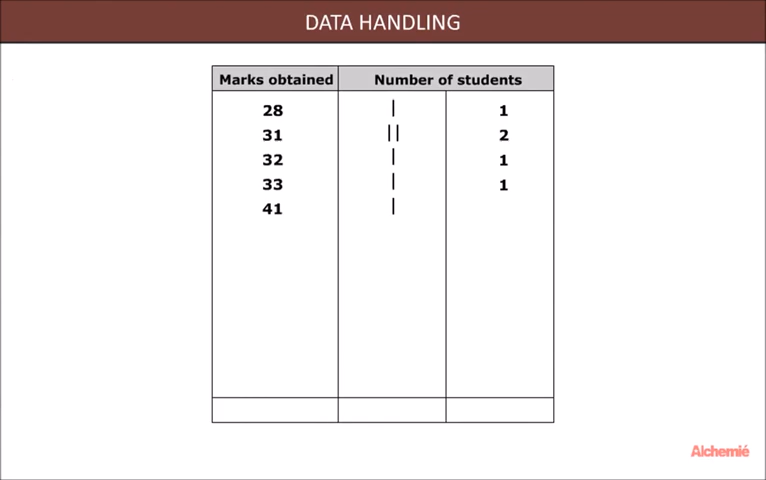 DATA HANDLING
Marks obtained Number of students
28 | 1
31 || 2
32 | 1
33 | 1
41 |
Alchemié